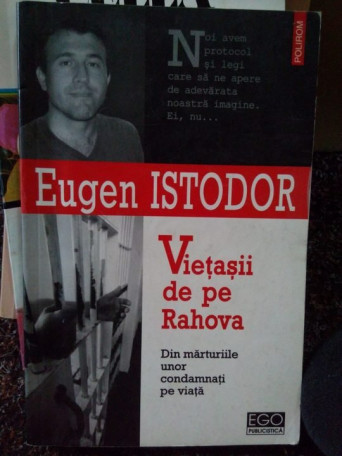 POLIROM
Noi avem
protocol
și legi
care să ne apere
de adevărata
noastră imagine.
Ei, nu...
Eugen ISTODOR
Viețașii
de pe
Rahova
Din mărturiile
unor
condamnați
pe viață
EGO
PUBLICISTICA